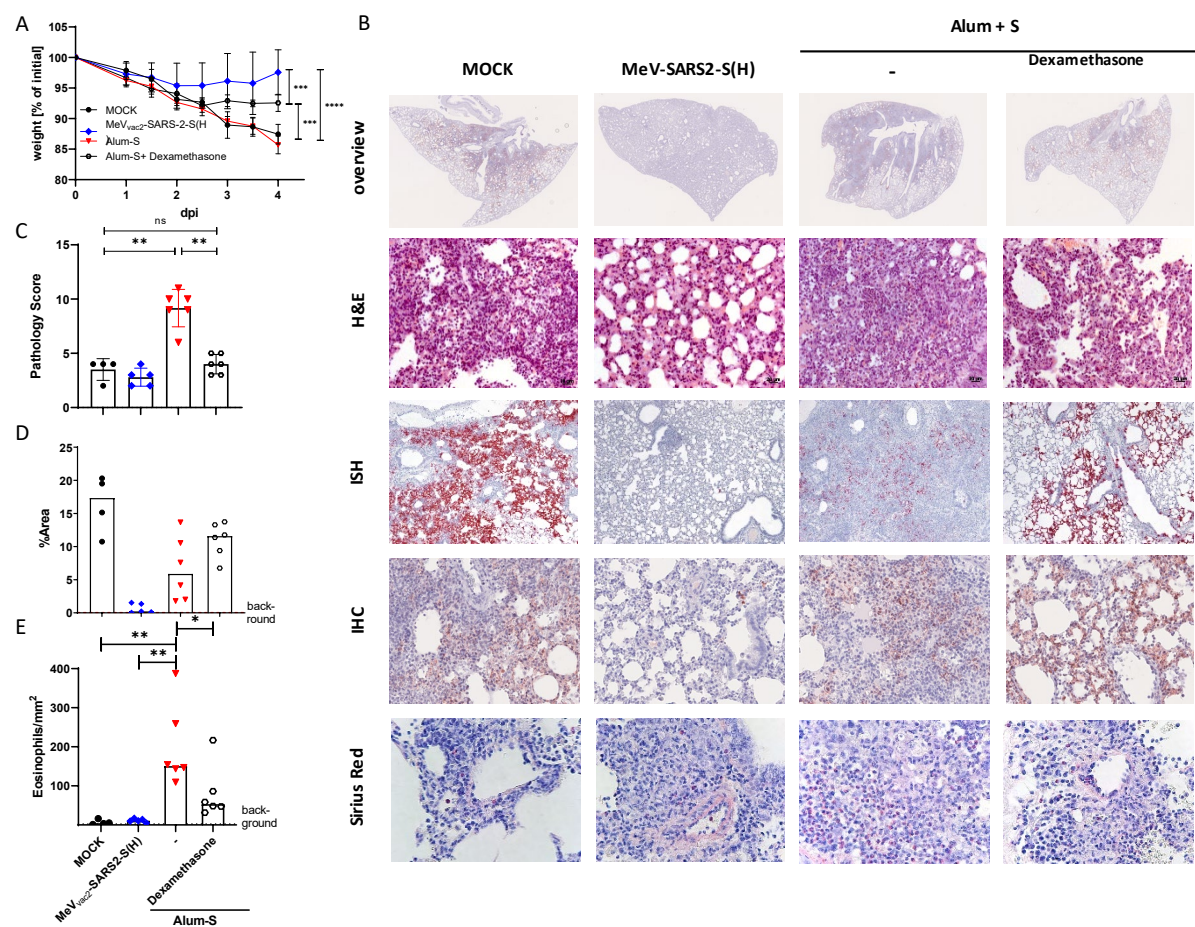 A
105
100
95
90
85
80
weight [% of initial]
MOCK
MeVvac2-SARS-2-S(H
)
Alum-S
Alum-S+ Dexamethasone
***
***
****
0
1
2
3
4
dpi
B
Alum + S
MOCK
MeV-SARS2-S(H)
-
Dexamethasone
overview
H&E
ISH
IHC
Sirius Red
C
ns
**
**
15
10
5
0
Pathology Score
D
25
20
15
10
5
0
%Area
back-
round
E
**
*
**
400
300
200
100
Eosinophils/mm2
back-
ground
MOCK
MeVvac2-SARS2-S(H)
-
Dexamethasone
Alum-S